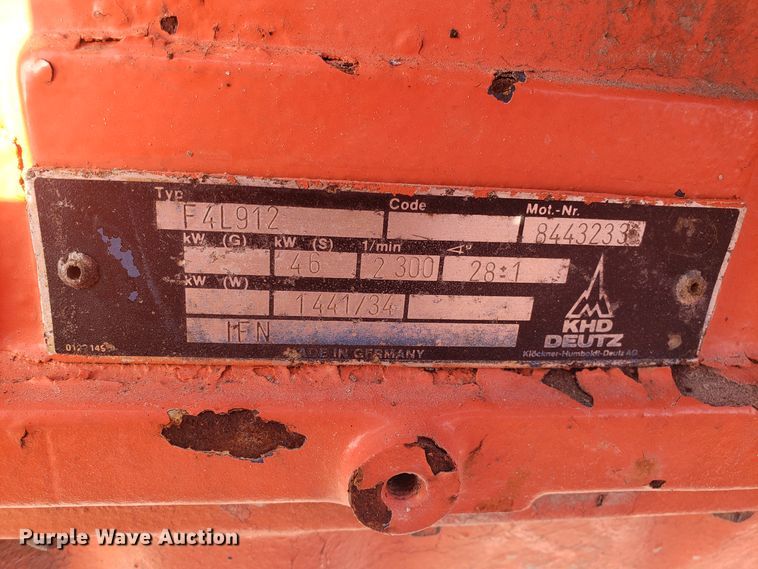 Typ Code Mot.-Nr.
F4L912 8443233
kW (G) kW (S) 1/min
46 2 300 28±1
kW (W)
1441/34
IFN
KHD
DEUTZ
Klöckner-Humboldt-Deutz AG
MADE IN GERMANY
Purple Wave Auction